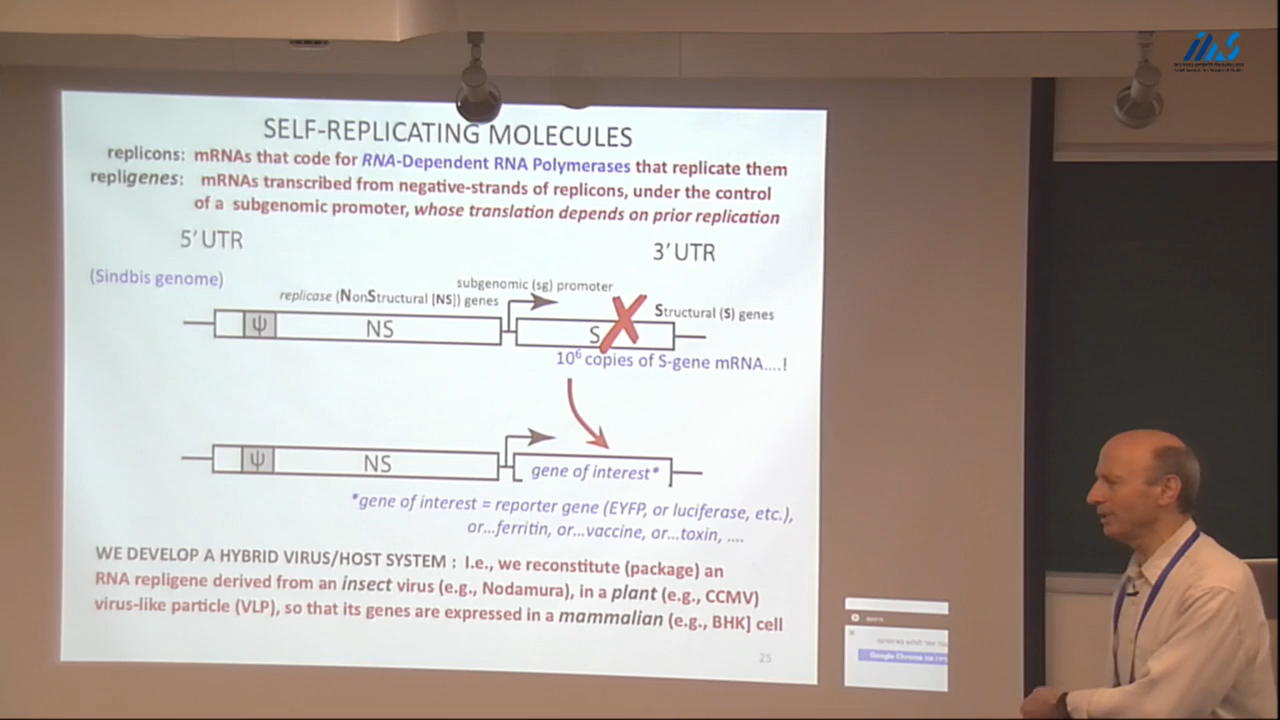 SELF-REPLICATING MOLECULES
replicons: mRNAs that code for RNA-Dependent RNA Polymerases that replicate them
repligenes: mRNAs transcribed from negative-strands of replicons, under the control
of a subgenomic promoter, whose translation depends on prior replication
5' UTR
3' UTR
(Sindbis genome)
subgenomic (sg) promoter
replicase (NonStructural [NS]) genes
Structural (S) genes
Ψ
NS
S
10⁶ copies of S-gene mRNA....!
Ψ
NS
gene of interest*
*gene of interest = reporter gene (EYFP, or luciferase, etc.),
or...ferritin, or...vaccine, or...toxin, ....
WE DEVELOP A HYBRID VIRUS/HOST SYSTEM : I.e., we reconstitute (package) an
RNA repligene derived from an insect virus (e.g., Nodamura), in a plant (e.g., CCMV)
virus-like particle (VLP), so that its genes are expressed in a mammalian (e.g., BHK] cell
25
Google Chrome